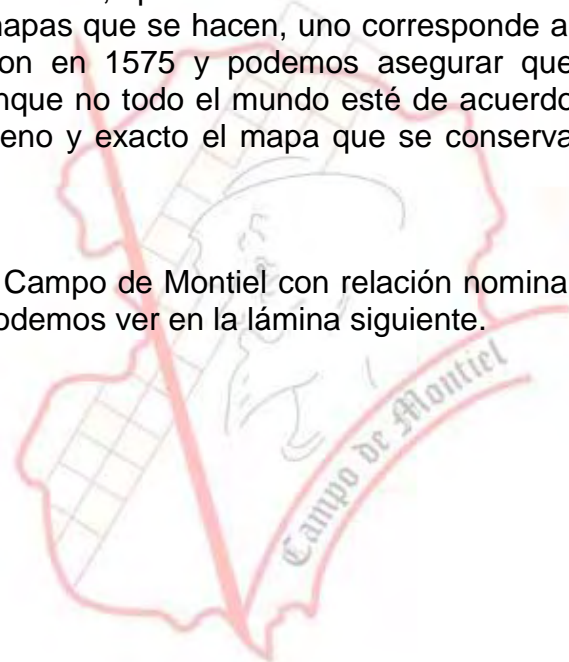 mapas que se hacen, uno corresponde a
on en 1575 y podemos asegurar que
nque no todo el mundo esté de acuerdo
eno y exacto el mapa que se conserva
Campo de Montiel con relación nomina
odemos ver en la lámina siguiente.
Campo de Montiel